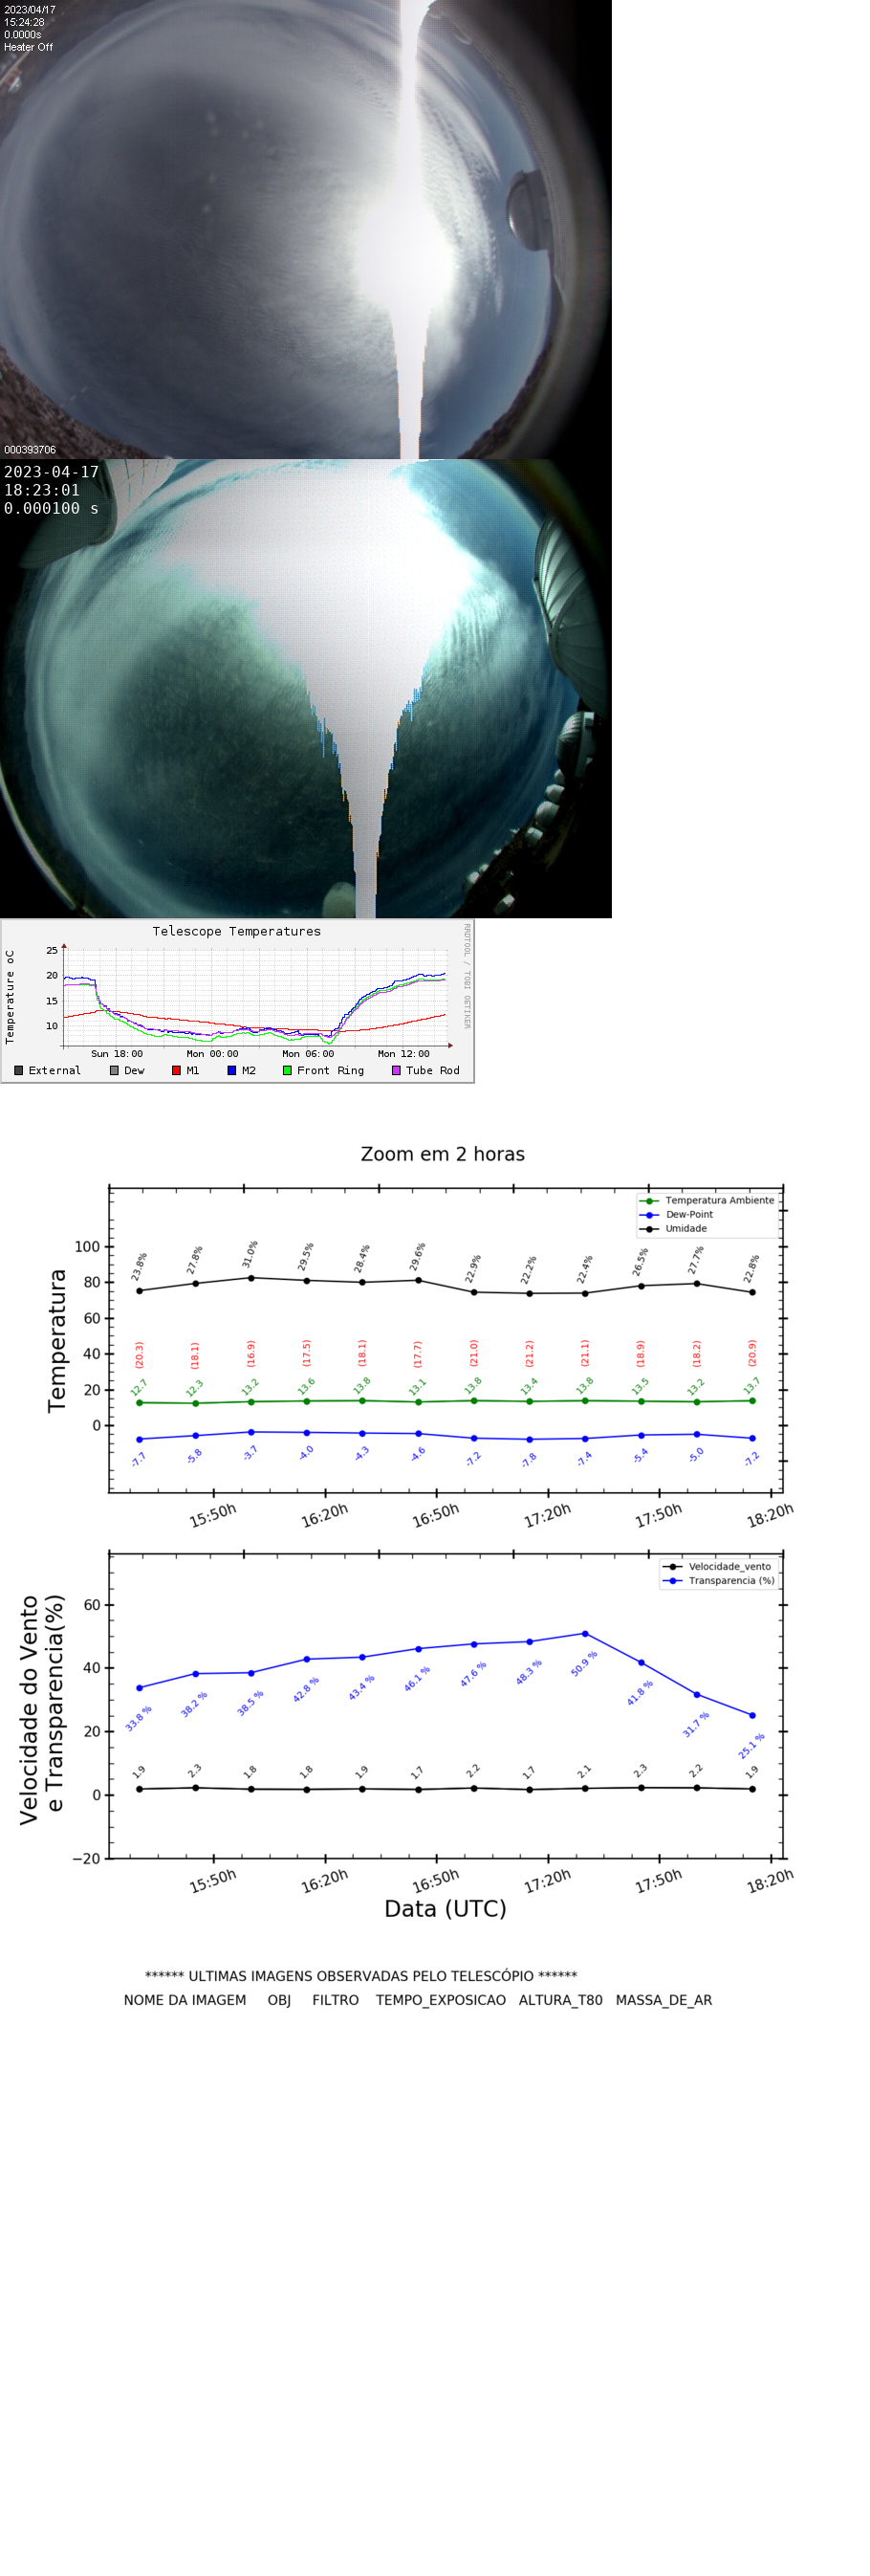 2023/04/17
15:24:28
0.0000s
Heater Off
000393706
2023-04-17
18:23:01
0.000100 s
Telescope Temperatures
Temperature oC
25
20
15
10
Sun 18:00 Mon 00:00 Mon 06:00 Mon 12:00
External Dew M1 M2 Front Ring Tube Rod
RRDTOOL / TOBI OETIKER
Zoom em 2 horas
Temperatura
Temperatura Ambiente
Dew-Point
Umidade
100
80
60
40
20
0
23.8% 27.8% 31.0% 29.5% 28.4% 29.6% 22.9% 22.2% 22.4% 26.5% 27.7% 22.8%
(20.3) (18.1) (16.9) (17.5) (18.1) (17.7) (21.0) (21.2) (21.1) (18.9) (18.2) (20.9)
12.7 12.3 13.2 13.6 13.8 13.1 13.8 13.4 13.8 13.5 13.2 13.7
-7.7 -5.8 -3.7 -4.0 -4.3 -4.6 -7.2 -7.8 -7.4 -5.4 -5.0 -7.2
15:50h 16:20h 16:50h 17:20h 17:50h 18:20h
Velocidade do Vento
e Transparencia(%)
Velocidade_vento
Transparencia (%)
60
40
20
0
−20
33.8 % 38.2 % 38.5 % 42.8 % 43.4 % 46.1 % 47.6 % 48.3 % 50.9 % 41.8 % 31.7 % 25.1 %
1.9 2.3 1.8 1.8 1.9 1.7 2.2 1.7 2.1 2.3 2.2 1.9
15:50h 16:20h 16:50h 17:20h 17:50h 18:20h
Data (UTC)
****** ULTIMAS IMAGENS OBSERVADAS PELO TELESCÓPIO ******
NOME DA IMAGEM OBJ FILTRO TEMPO_EXPOSICAO ALTURA_T80 MASSA_DE_AR